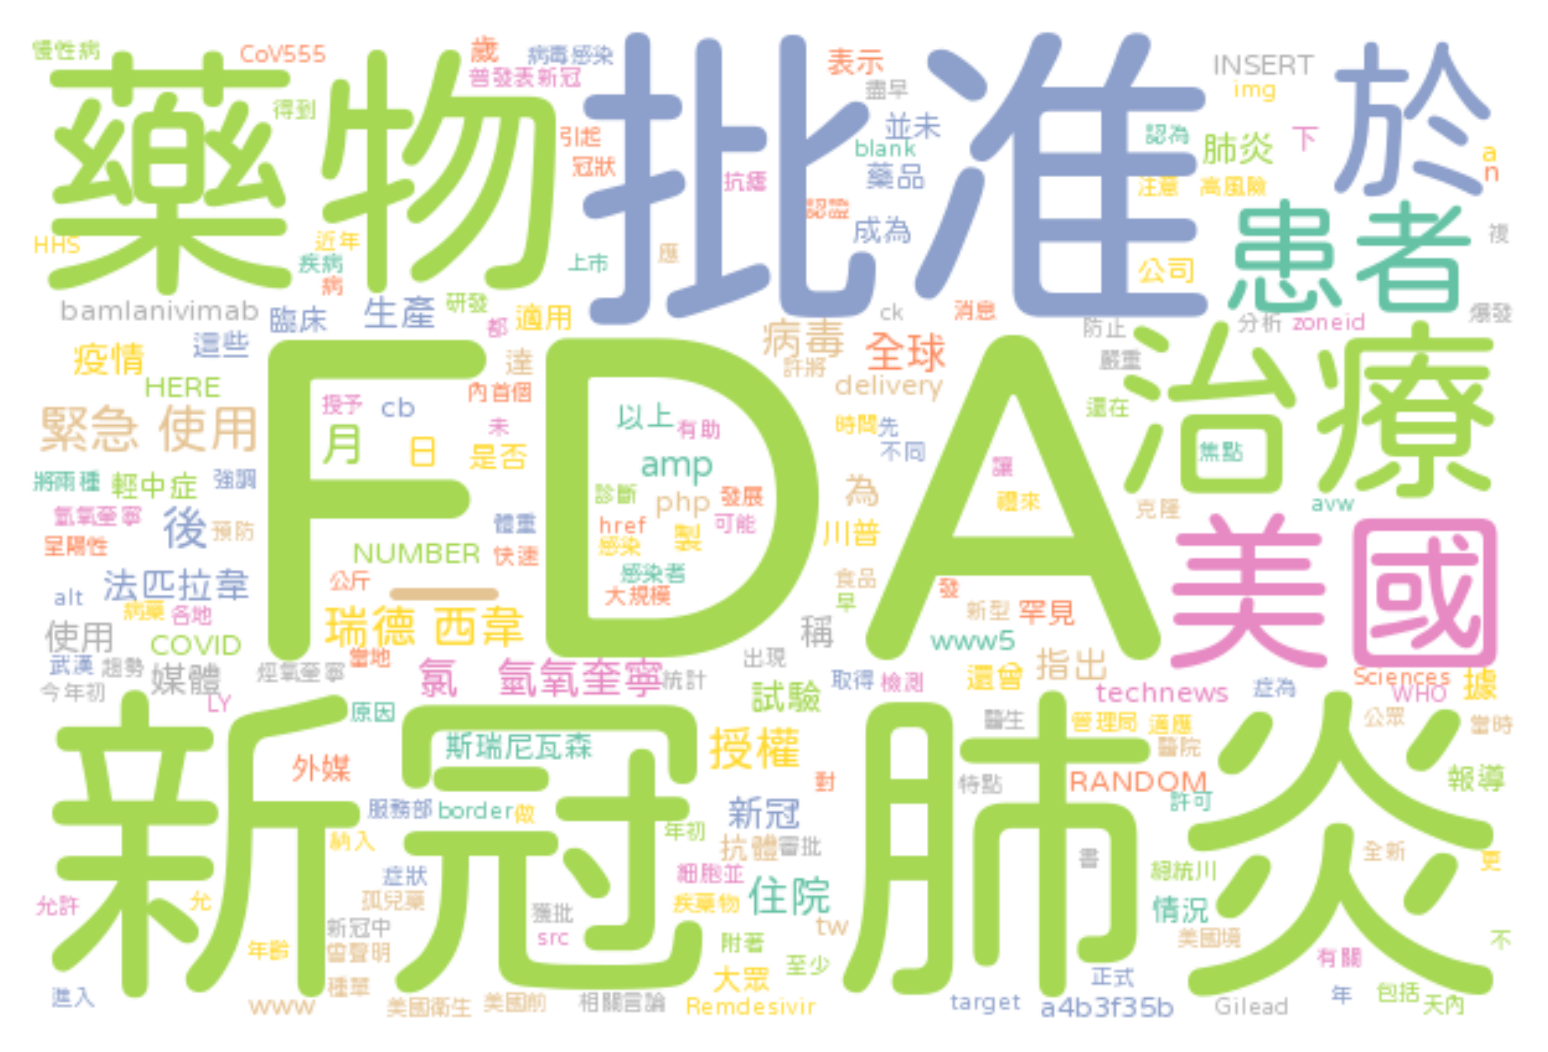 慢性病 CoV555 歲 病毒感染 表示 INSERT
普發表新冠 盡早 img
藥物 批准 於
得到 引起 並未 認為 肺炎 下 a
冠狀 blank n
抗瘧 藥品 注意 高風險
患者
成為 複
HHS 近年
疾病 上市 應 公司
病
bamlanivimab 臨床 生產 研發 適用 ck 消息 防止 分析 zoneid 爆發
都
疫情 這些 達 病毒 全球 嚴重
許將
HERE 授予 cb 內首個 delivery 治療
緊急 使用 FDA 還在
月 日 未 以上 有助 時間 先
是否 不同 焦點
將兩種 輕中症 強調 amp 讓
診斷 php 發展 為 禮來 克隆 avw
氫氧奎寧 後 預防 體重 href 可能 川普 美國
呈陽性 NUMBER 快速 感染 製
法匹拉韋 公斤 一 感染者 食品 發
alt 病藥 各地 大規模 早 新型 罕見
使用 COVID 瑞德 西韋 稱 www5
武漢 趨勢 當地 出現 指出
今年初 媒體 羥氧奎寧 氯 氫氧奎寧 統計 取得 檢測 還曾 Sciences
LY 試驗 technews 症為 WHO 據
原因 醫生 管理局 適應 公眾 當時
新冠 肺炎
外媒 斯瑞尼瓦森 授權 醫院
對 特點 RANDOM 報導
服務部 border 做 新冠 許可
納入 年初 抗體 審批 書 全新 更
症狀 細胞並 總統川
允許 允 孤兒藥 疾藥物 住院 情況
新冠中 獲批 tw
年齡 曾聲明 src 附著 美國境 不
種單 大眾 至少 正式 有關
進入 www 美國衛生 美國前 相關言論 Remdesivir target a4b3f35b Gilead 年 包括 天內